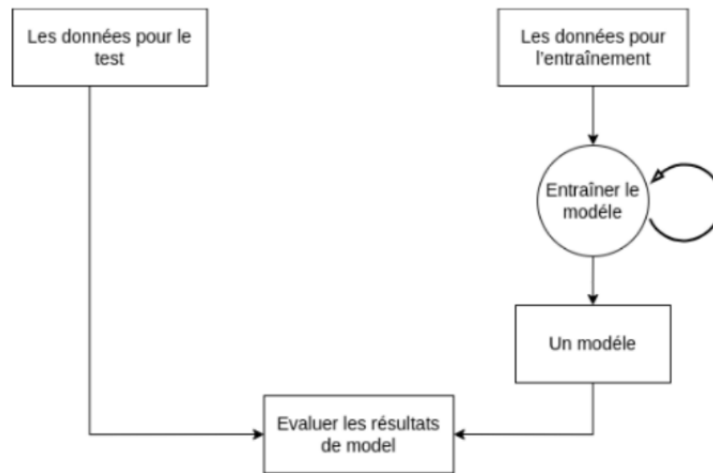 Les données pour le
test
Les données pour
l'entraînement
Entraîner le
modéle
Un modéle
Evaluer les résultats
de model